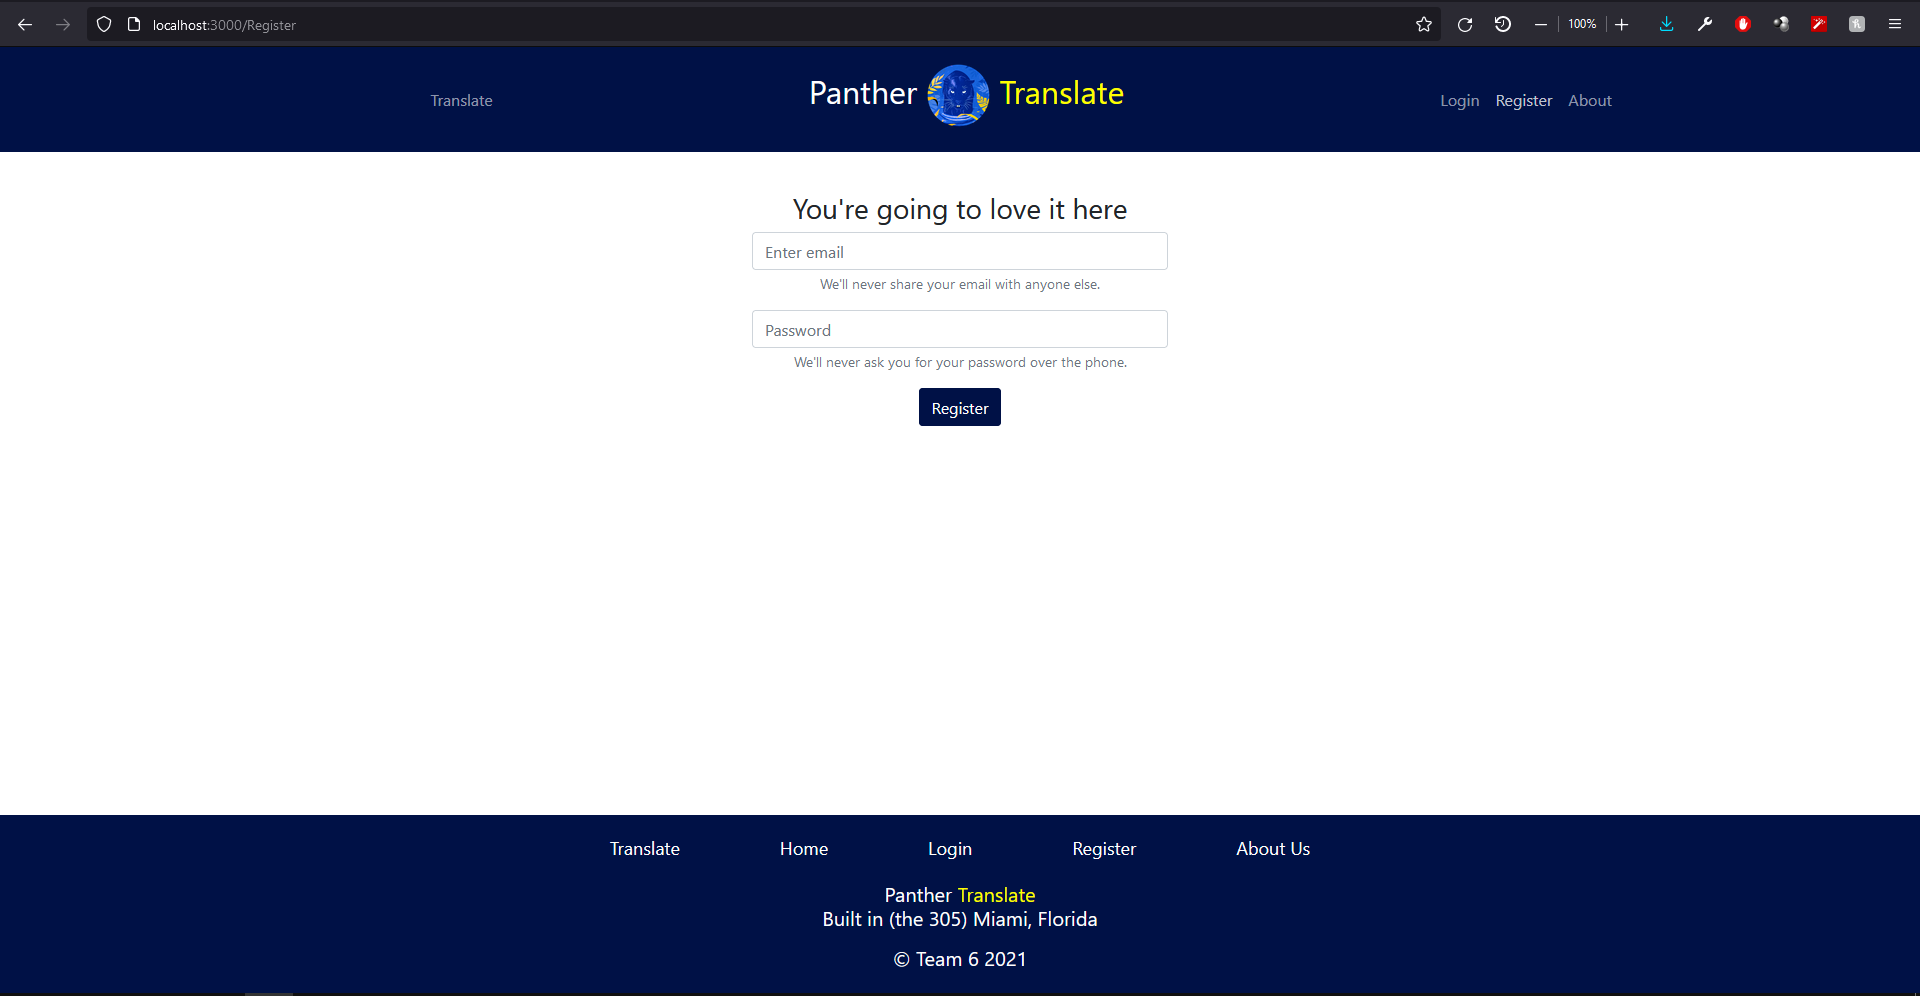 localhost:3000/Register
100%
Translate
Panther Translate
Login Register About
You're going to love it here
Enter email
We'll never share your email with anyone else.
Password
We'll never ask you for your password over the phone.
Register
Translate Home Login Register About Us
Panther Translate
Built in (the 305) Miami, Florida
© Team 6 2021